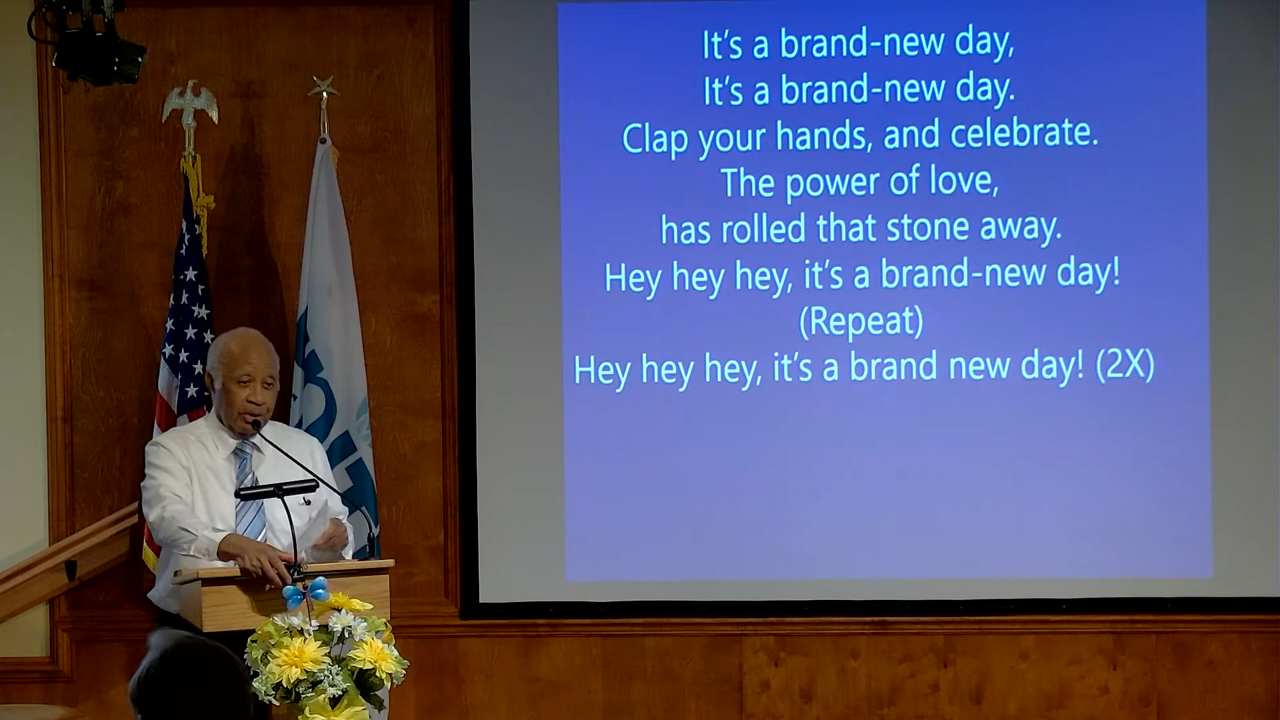 It's a brand-new day,
It's a brand-new day.
Clap your hands, and celebrate.
The power of love,
has rolled that stone away.
Hey hey hey, it's a brand-new day!
(Repeat)
Hey hey hey, it's a brand new day! (2X)